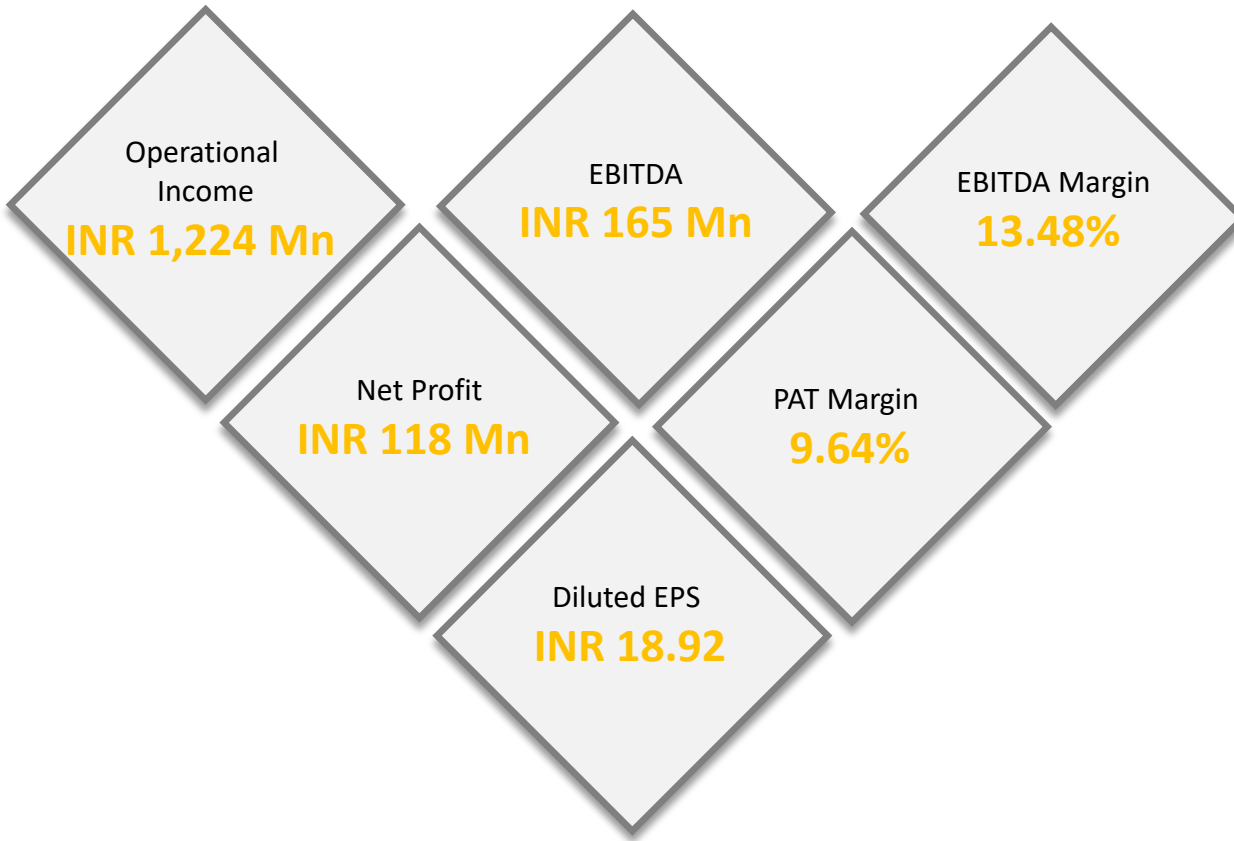 Operational
Income
INR 1,224 Mn
EBITDA
INR 165 Mn
EBITDA Margin
13.48%
Net Profit
INR 118 Mn
PAT Margin
9.64%
Diluted EPS
INR 18.92